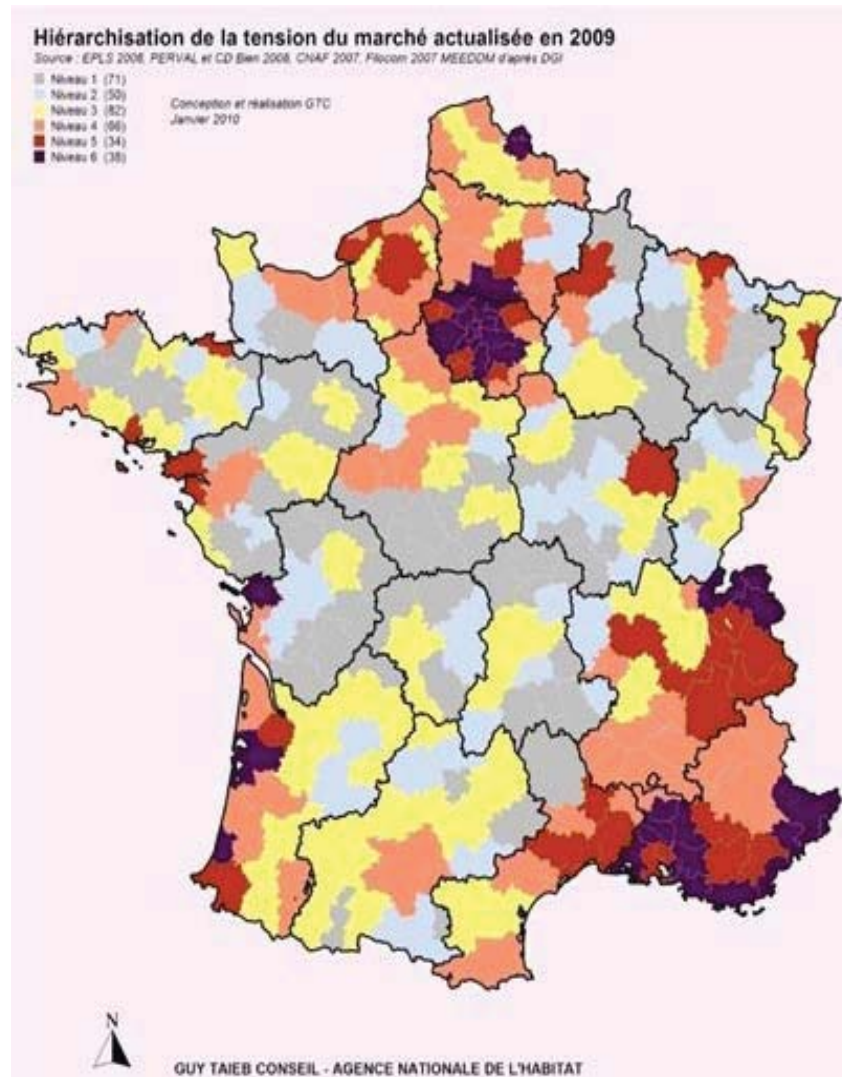 Hiérarchisation de la tension du marché actualisée en 2009
Source : EPLS 2008, PERVAL et CD Bien 2008, CNAF 2007, Filocom 2007 MEEDDM d'après DGI
Niveau 1 (71)
Niveau 2 (50)
Niveau 3 (82)
Niveau 4 (66)
Niveau 5 (34)
Niveau 6 (38)
Conception et réalisation GTC
Janvier 2010
N
GUY TAIEB CONSEIL - AGENCE NATIONALE DE L'HABITAT